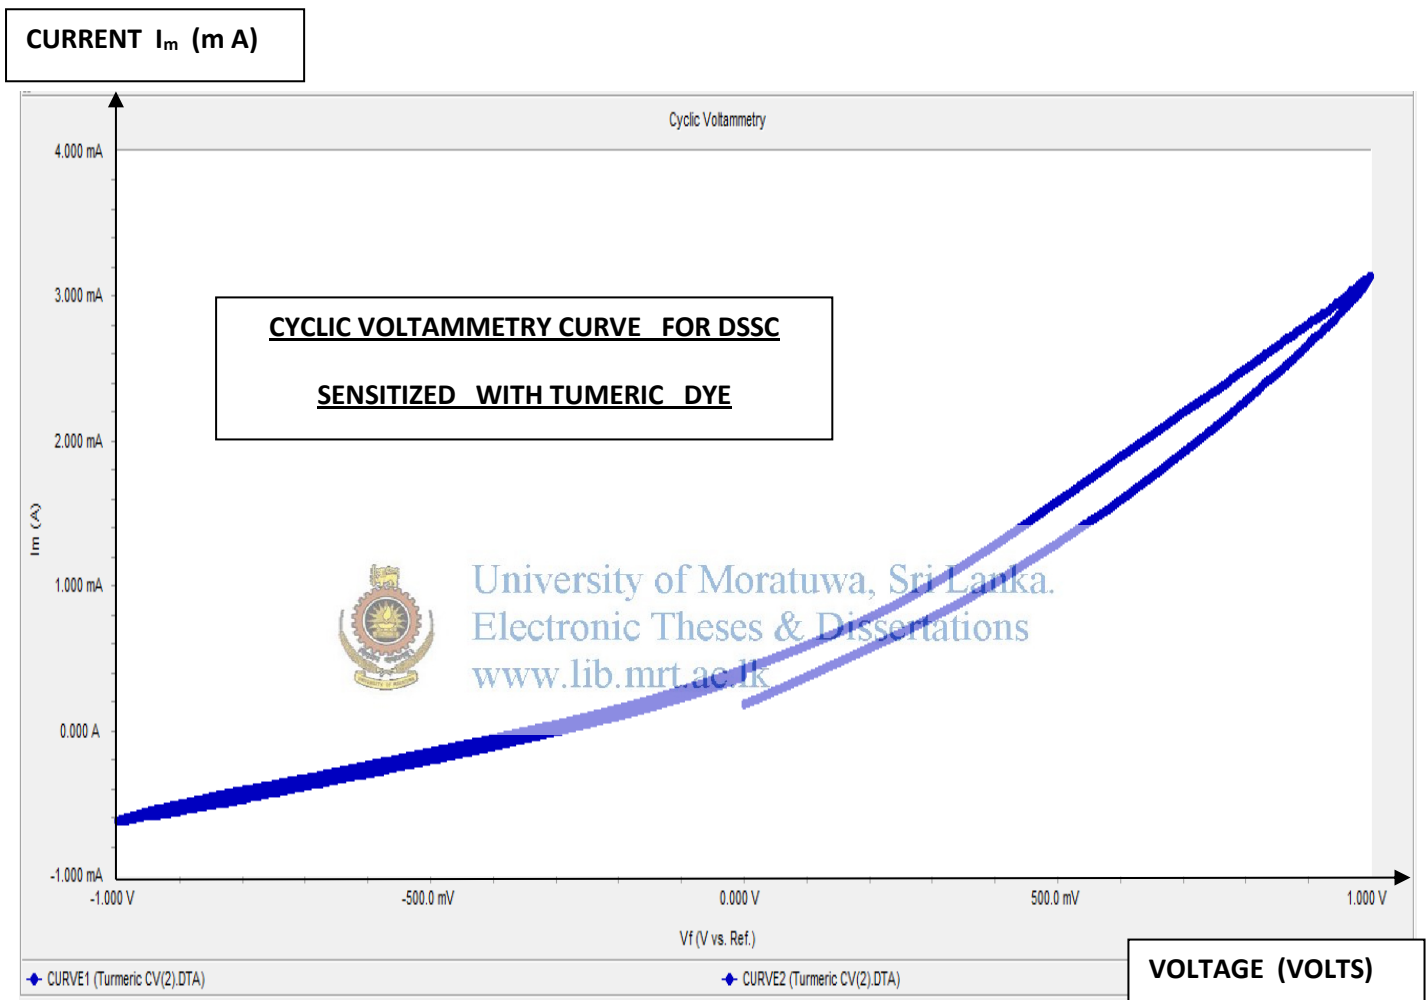 CURRENT Im (m A)
Cyclic Voltammetry
4.000 mA
3.000 mA
2.000 mA
1.000 mA
0.000 A
-1.000 mA
Im (A)
CYCLIC VOLTAMMETRY CURVE FOR DSSC
SENSITIZED WITH TUMERIC DYE
University of Moratuwa, Sri Lanka.
Electronic Theses & Dissertations
www.lib.mrt.ac.lk
-1.000 V
-500.0 mV
0.000 V
500.0 mV
1.000 V
Vf (V vs. Ref.)
CURVE1 (Turmeric CV(2).DTA)
CURVE2 (Turmeric CV(2).DTA)
VOLTAGE (VOLTS)